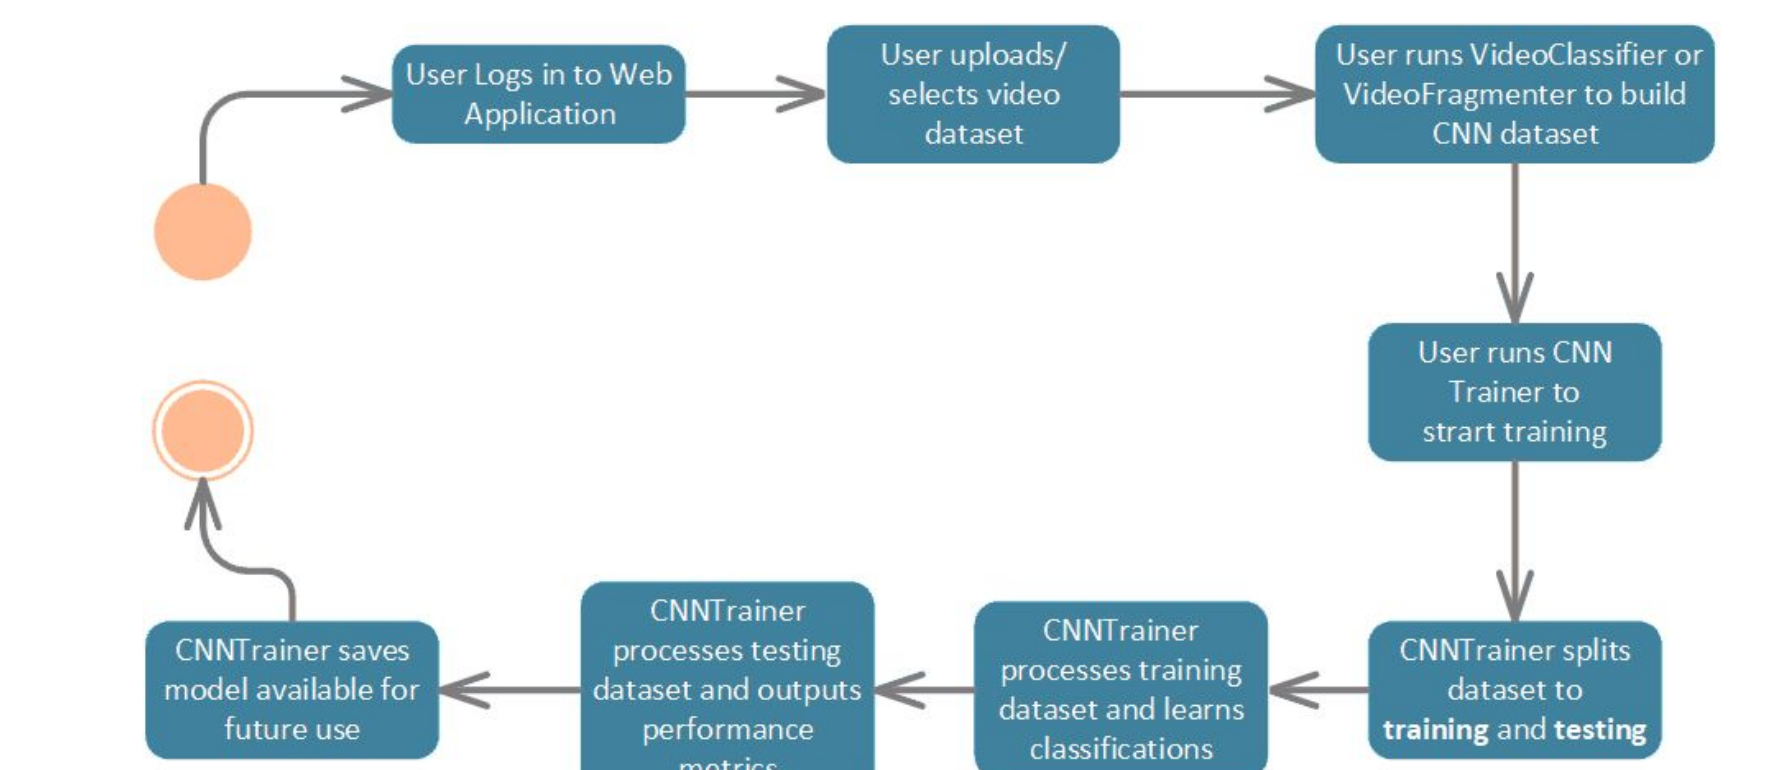 User Logs in to Web
Application
User uploads/
selects video
dataset
User runs VideoClassifier or
VideoFragmenter to build
CNN dataset
User runs CNN
Trainer to
strart training
CNNTrainer splits
dataset to
training and testing
CNNTrainer
processes training
dataset and learns
classifications
CNNTrainer
processes testing
dataset and outputs
performance
metrics
CNNTrainer saves
model available for
future use